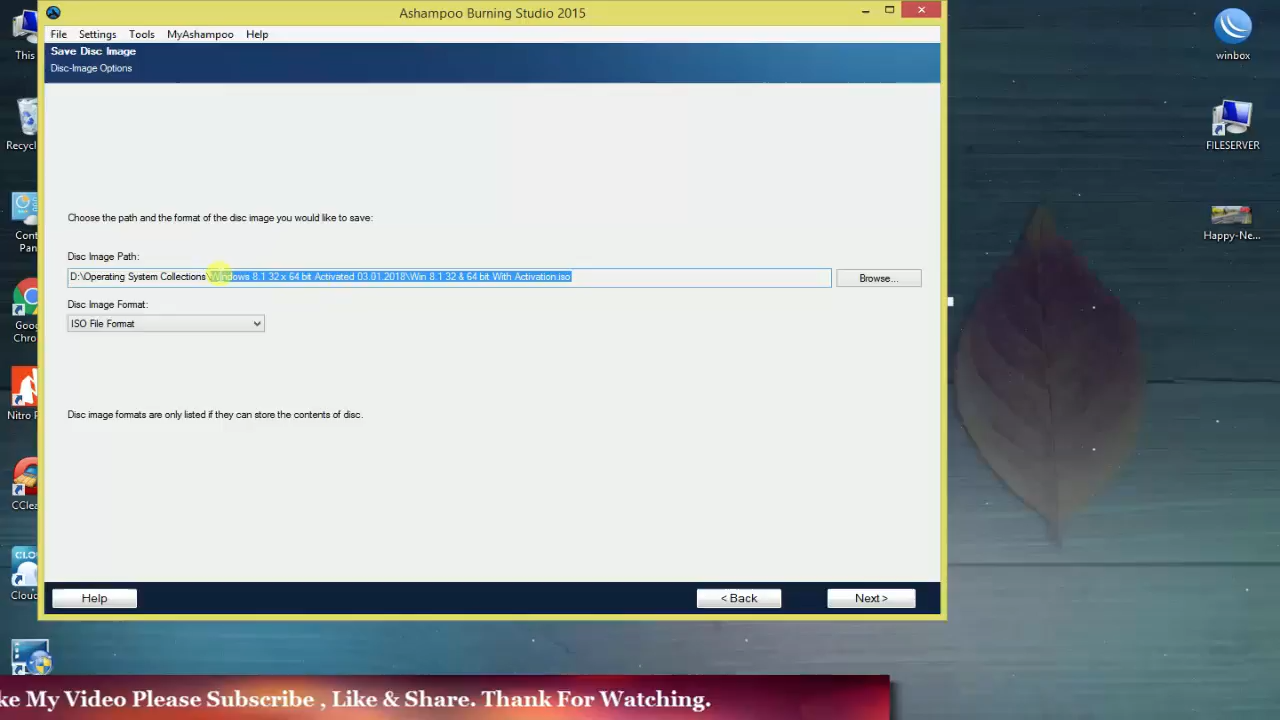 Ashampoo Burning Studio 2015
File Settings Tools MyAshampoo Help
Save Disc Image
Disc-Image Options
Choose the path and the format of the disc image you would like to save:
Disc Image Path:
D:\Operating System Collections\Windows 8.1 32 x 64 bit Activated 03.01.2018\Win 8.1 32 & 64 bit With Activation.iso
Browse...
Disc Image Format:
ISO File Format
Disc image formats are only listed if they can store the contents of disc.
Help
< Back
Next >
This
Recycl
Cont
Pan
Goog
Chro
Nitro P
CClea
CLO
Cloud
winbox
FILESERVER
Happy-Ne...
ke My Video Please Subscribe , Like & Share. Thank For Watching.